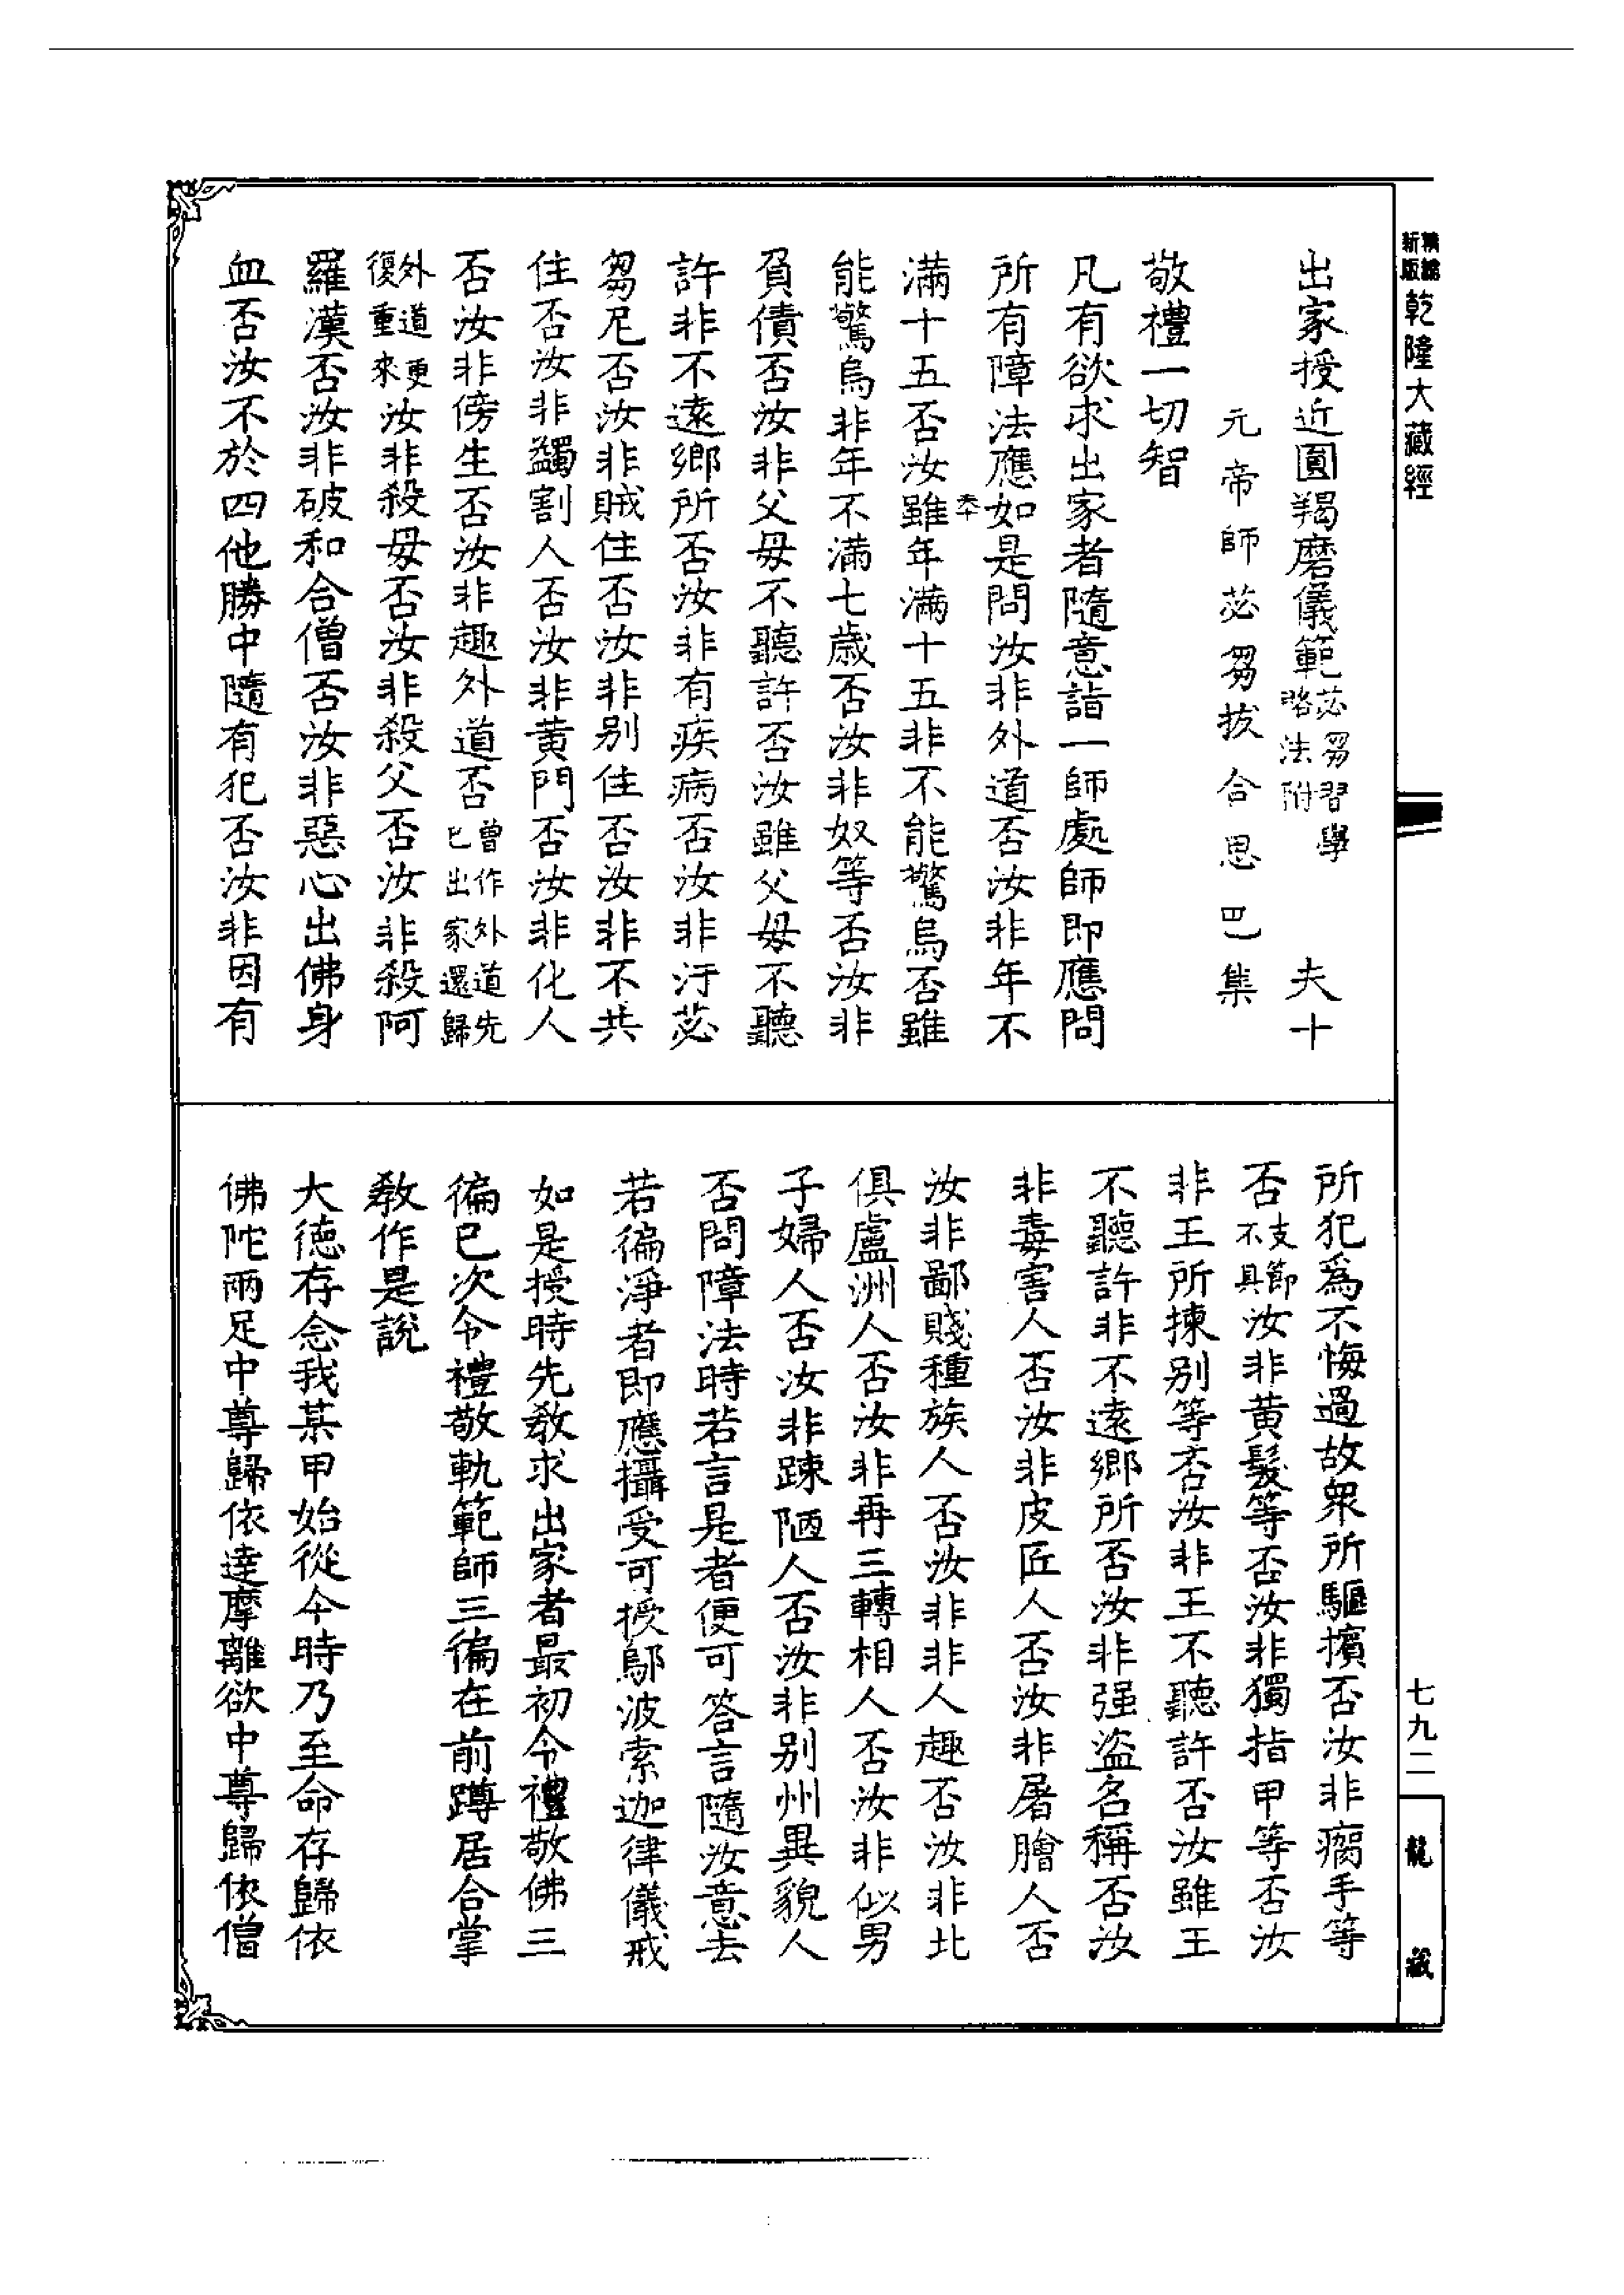 新版精縮乾隆大藏經
出家授近圓羯磨儀範苾芻習學略法附　夫十
元帝師苾芻拔合思巴集
敬禮一切智
凡有欲求出家者隨意詣一師處師即應問
所有障法應如是問汝非外道否汝非年不
滿十五否汝雖年滿十五非不能驚烏否雖
能驚烏非年不滿七歲否汝非奴等否汝非
負債否汝非父母不聽許否汝雖父母不聽
許非不遠鄉所否汝非有疾病否汝非汙苾
芻尼否汝非賊住否汝非别住否汝非不共
住否汝非蠲割人否汝非黄門否汝非化人
否汝非傍生否汝非趣外道否曾作外道先已出家還歸
外道更復重來汝非殺母否汝非殺父否汝非殺阿
羅漢否汝非破和合僧否汝非惡心出佛身
血否汝不於四他勝中隨有犯否汝非因有
所犯爲不悔過故衆所驅擯否汝非瘸手等
否支節不具汝非黄髮等否汝非獨指甲等否汝
非王所揀别等否汝非王不聽許否汝雖王
不聽許非不遠鄉所否汝非强盗名稱否汝
非毒害人否汝非皮匠人否汝非屠膾人否
汝非鄙賤種族人否汝非非人趣否汝非北
俱盧洲人否汝非再三轉相人否汝非似男
子婦人否汝非踈陋人否汝非别州異貌人
否問障法時若言是者便可答言隨汝意去
若徧淨者即應攝受可授鄔波索迦律儀戒
如是授時先教求出家者最初令禮敬佛三
徧已次令禮敬軌範師三徧在前蹲居合掌
教作是說
大德存念我某甲始從今時乃至命存歸依
佛陀兩足中尊歸依達摩離欲中尊歸依僧
七九二
龍藏